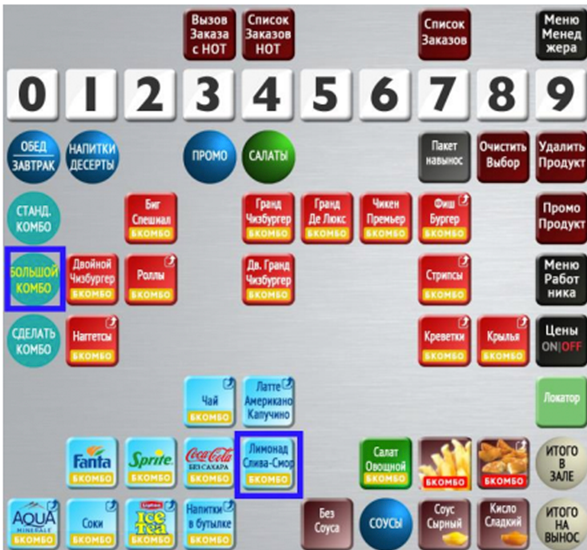 Вызов
Заказа
с НОТ
Список
Заказов
НОТ
Список
Заказов
Меню
Менед
жера
0 1 2 3 4 5 6 7 8 9
ОБЕД
ЗАВТРАК
НАПИТКИ
ДЕСЕРТЫ
ПРОМО
САЛАТЫ
Пакет
навынос
Очистить
Выбор
Удалить
Продукт
СТАНД.
КОМБО
Биг
Спешиал
БКОМБО
Гранд
Чизбургер
БКОМБО
Гранд
Де Люкс
БКОМБО
Чикен
Премьер
БКОМБО
Фиш
Бургер
БКОМБО
Промо
Продукт
БОЛЬШОЙ
КОМБО
Двойной
Чизбургер
БКОМБО
Роллы
БКОМБО
Дв. Гранд
Чизбургер
БКОМБО
Стрипсы
БКОМБО
Меню
Работ
ника
СДЕЛАТЬ
КОМБО
Наггетсы
БКОМБО
Креветки
БКОМБО
Крылья
БКОМБО
Цены
ON|OFF
Чай
БКОМБО
Латте
Американо
Капучино
БКОМБО
Локатор
Fanta
БКОМБО
Sprite
БКОМБО
Coca-Cola
БЕЗ САХАРА
БКОМБО
Лимонад
Слива-Смор
БКОМБО
Салат
Овощной
БКОМБО
БКОМБО
БКОМБО
ИТОГО
В
ЗАЛЕ
AQUA
MINERALE
БКОМБО
Соки
БКОМБО
Lipton
ICE
TEA
БКОМБО
Напитки
в бутылке
БКОМБО
Без
Соуса
СОУСЫ
Соус
Сырный
Кисло
Сладкий
ИТОГО
НА
ВЫНОС